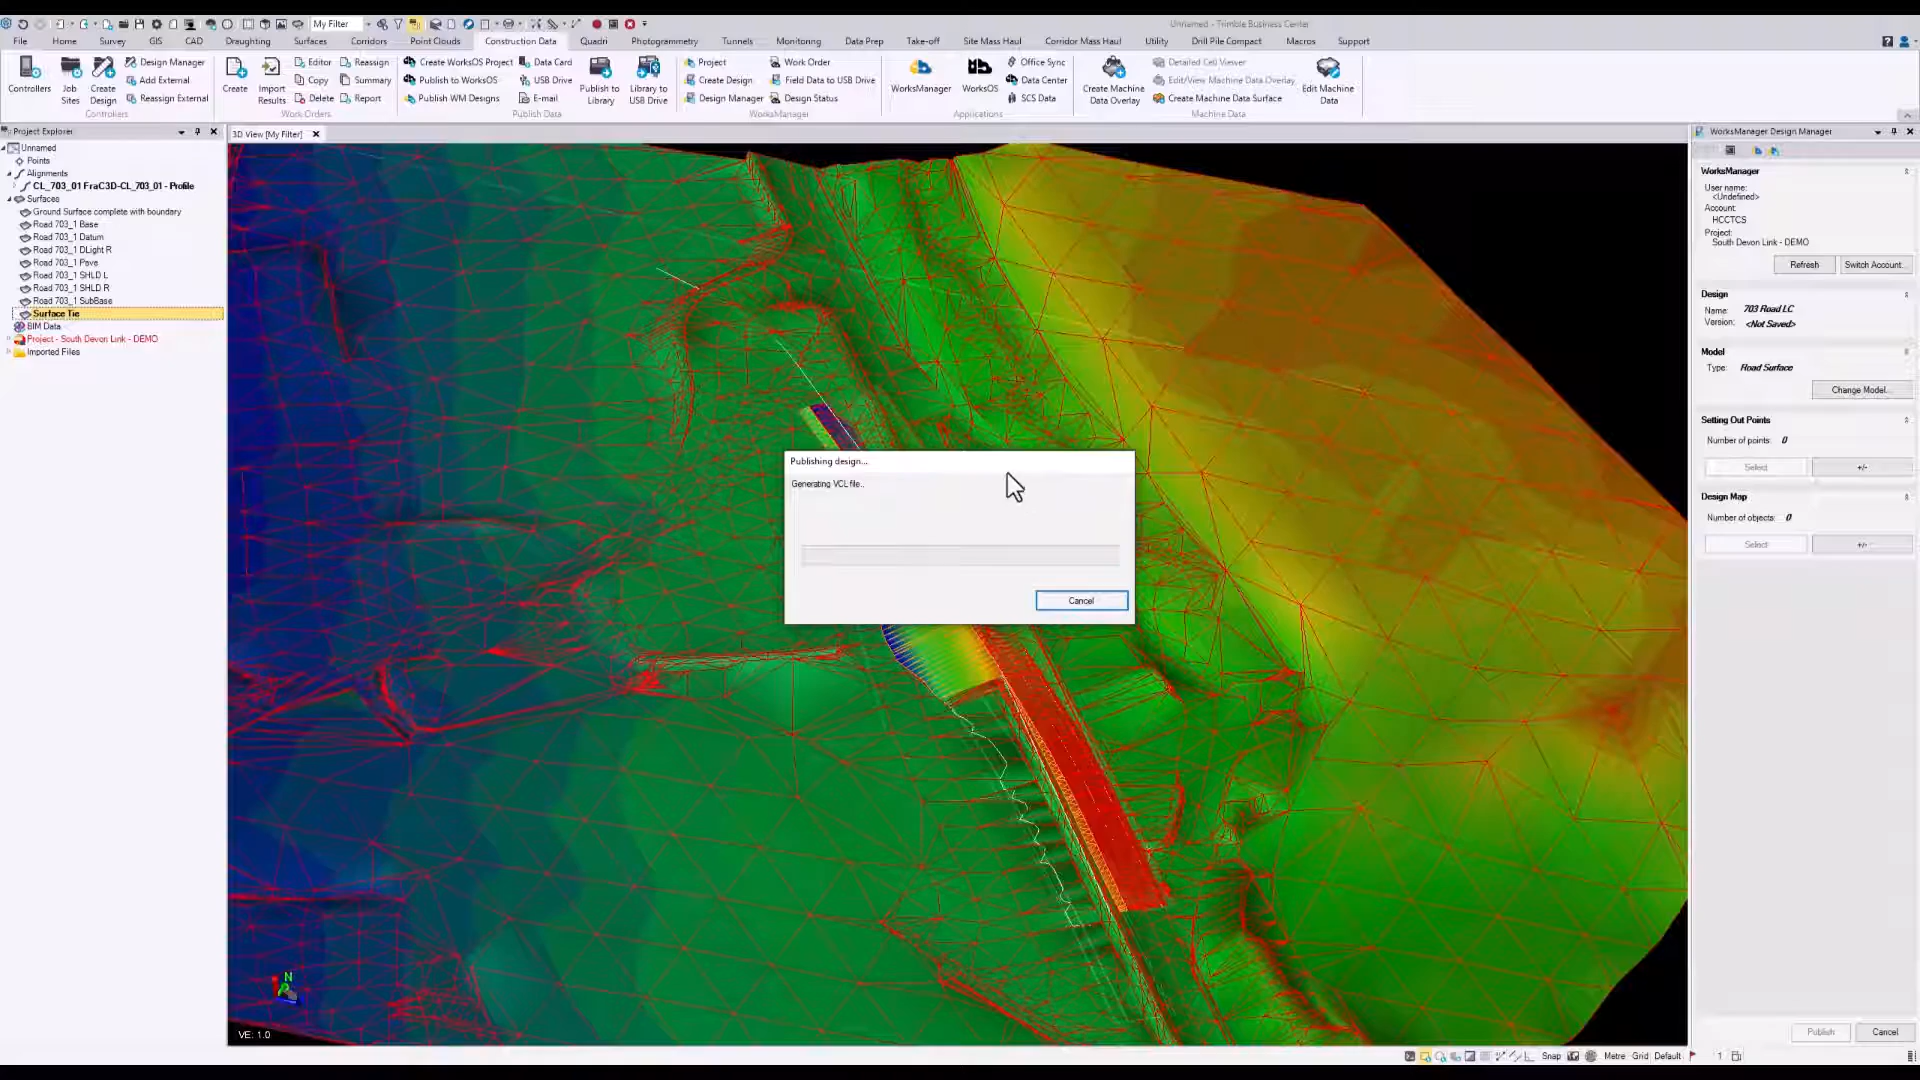 My Filter
Unnamed - Trimble Business Center
File Home Survey GIS CAD Draughting Surfaces Corridors Point Clouds Construction Data Quadri Photogrammetry Tunnels Monitoring Data Prep Take-off Site Mass Haul Corridor Mass Haul Utility Drill Pile Compact Macros Support
Controllers
Job Sites
Create Design
Design Manager
Add External
Reassign External
Controllers
Create
Import Results
Editor
Copy
Delete
Reassign
Summary
Report
Work Orders
Create WorksOS Project
Publish to WorksOS
Publish WM Designs
Data Card
USB Drive
E-mail
Publish to Library
Library to USB Drive
Publish Data
Project
Create Design
Design Manager
Work Order
Field Data to USB Drive
Design Status
WorksManager
WorksManager
WorksOS
Office Sync
Data Center
SCS Data
Applications
Create Machine Data Overlay
Detailed Cell Viewer
Edit/View Machine Data Overlay
Create Machine Data Surface
Edit Machine Data
Machine Data
Project Explorer
Unnamed
Points
Alignments
CL_703_01 FraC3D-CL_703_01 - Profile
Surfaces
Ground Surface complete with boundary
Road 703_1 Base
Road 703_1 Datum
Road 703_1 DLight R
Road 703_1 Pave
Road 703_1 SHLD L
Road 703_1 SHLD R
Road 703_1 SubBase
Surface Tie
BIM Data
Project - South Devon Link - DEMO
Imported Files
3D View [My Filter]
Publishing design...
Generating VCL file..
Cancel
N
VE: 1.0
WorksManager Design Manager
WorksManager
User name:
<Undefined>
Account:
HCCTCS
Project:
South Devon Link - DEMO
Refresh Switch Account...
Design
Name: 703 Road LC
Version: <Not Saved>
Model
Type: Road Surface
Change Model...
Setting Out Points
Number of points: 0
Select +/-
Design Map
Number of objects: 0
Select +/-
Publish Cancel
Snap Metre Grid Default 1